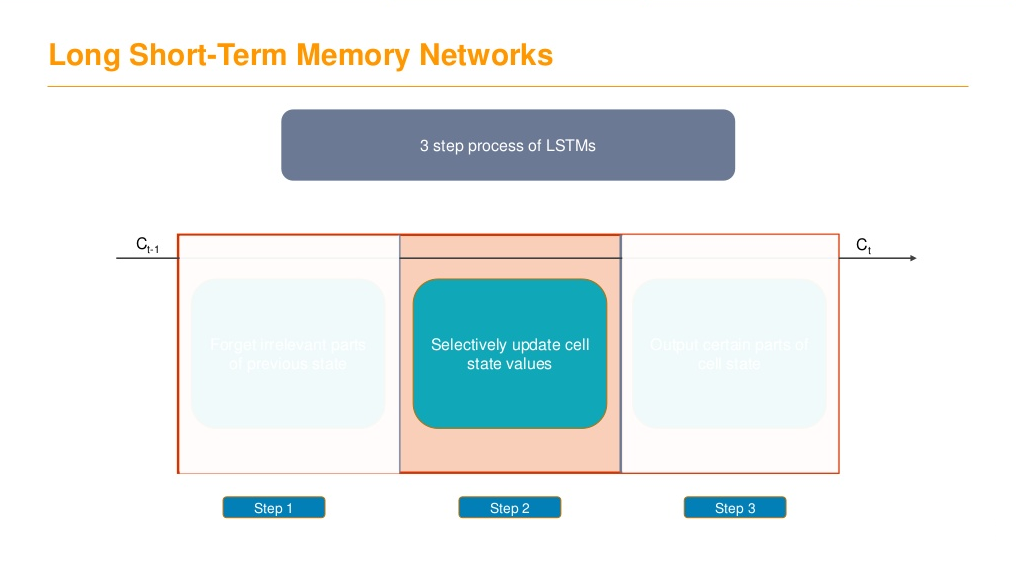 Long Short-Term Memory Networks
3 step process of LSTMs
Ct-1
Ct
Forget irrelevant parts
of previous state
Selectively update cell
state values
Output certain parts of
cell state
Step 1
Step 2
Step 3